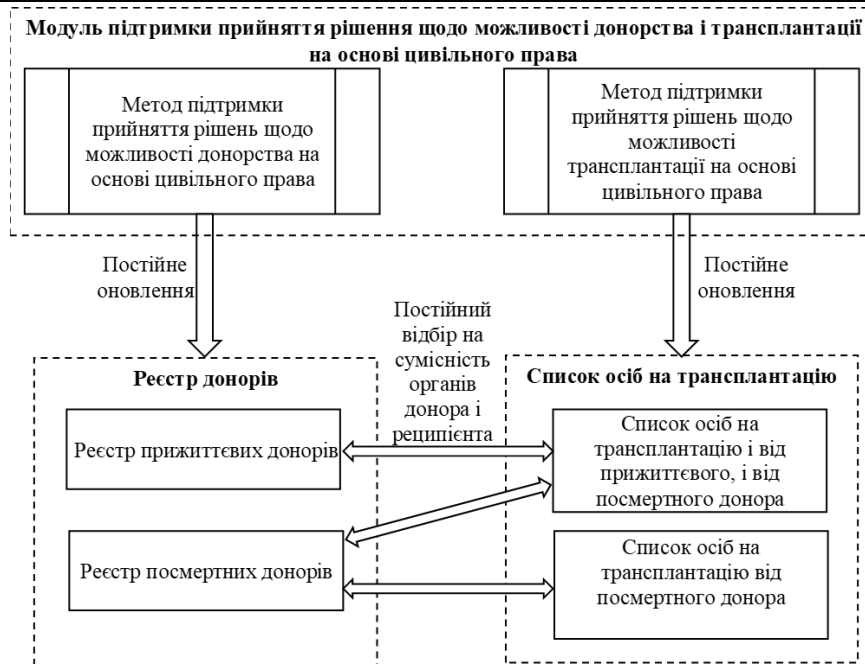 Модуль підтримки прийняття рішення щодо можливості донорства і трансплантації
на основі цивільного права
Метод підтримки
прийняття рішень щодо
можливості донорства на
основі цивільного права
Метод підтримки
прийняття рішень щодо
можливості
трансплантації на основі
цивільного права
Постійне
оновлення
Постійне
оновлення
Постійний
відбір на
сумісність
органів
донора і
реципієнта
Реєстр донорів
Реєстр прижиттєвих донорів
Реєстр посмертних донорів
Список осіб на трансплантацію
Список осіб на
трансплантацію і від
прижиттєвого, і від
посмертного донора
Список осіб на
трансплантацію від
посмертного донора